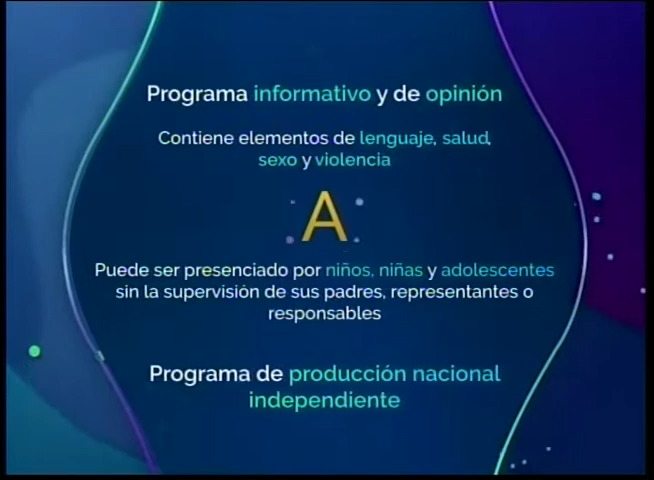 Programa informativo y de opinión
Contiene elementos de lenguaje, salud,
sexo y violencia
A
Puede ser presenciado por niños, niñas y adolescentes
sin la supervisión de sus padres, representantes o
responsables
Programa de producción nacional
independiente